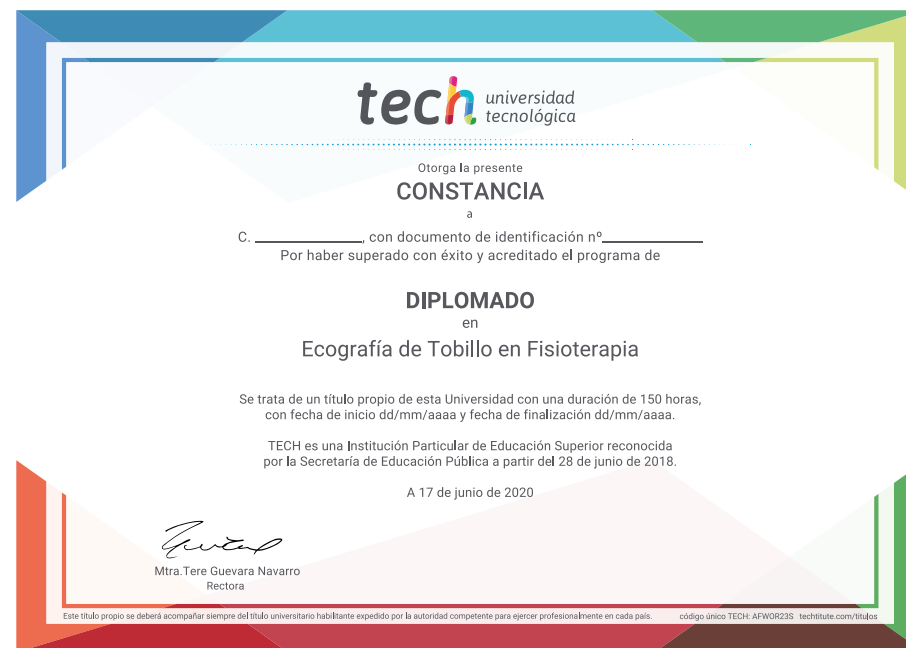 tech universidad
tecnológica
Otorga la presente
CONSTANCIA
a
C. ____________, con documento de identificación nº____________
Por haber superado con éxito y acreditado el programa de
DIPLOMADO
en
Ecografía de Tobillo en Fisioterapia
Se trata de un título propio de esta Universidad con una duración de 150 horas,
con fecha de inicio dd/mm/aaaa y fecha de finalización dd/mm/aaaa.
TECH es una Institución Particular de Educación Superior reconocida
por la Secretaría de Educación Pública a partir del 28 de junio de 2018.
A 17 de junio de 2020
Mtra.Tere Guevara Navarro
Rectora
Este título propio se deberá acompañar siempre del título universitario habilitante expedido por la autoridad competente para ejercer profesionalmente en cada país. código único TECH: AFWOR23S techtitute.com/titulos